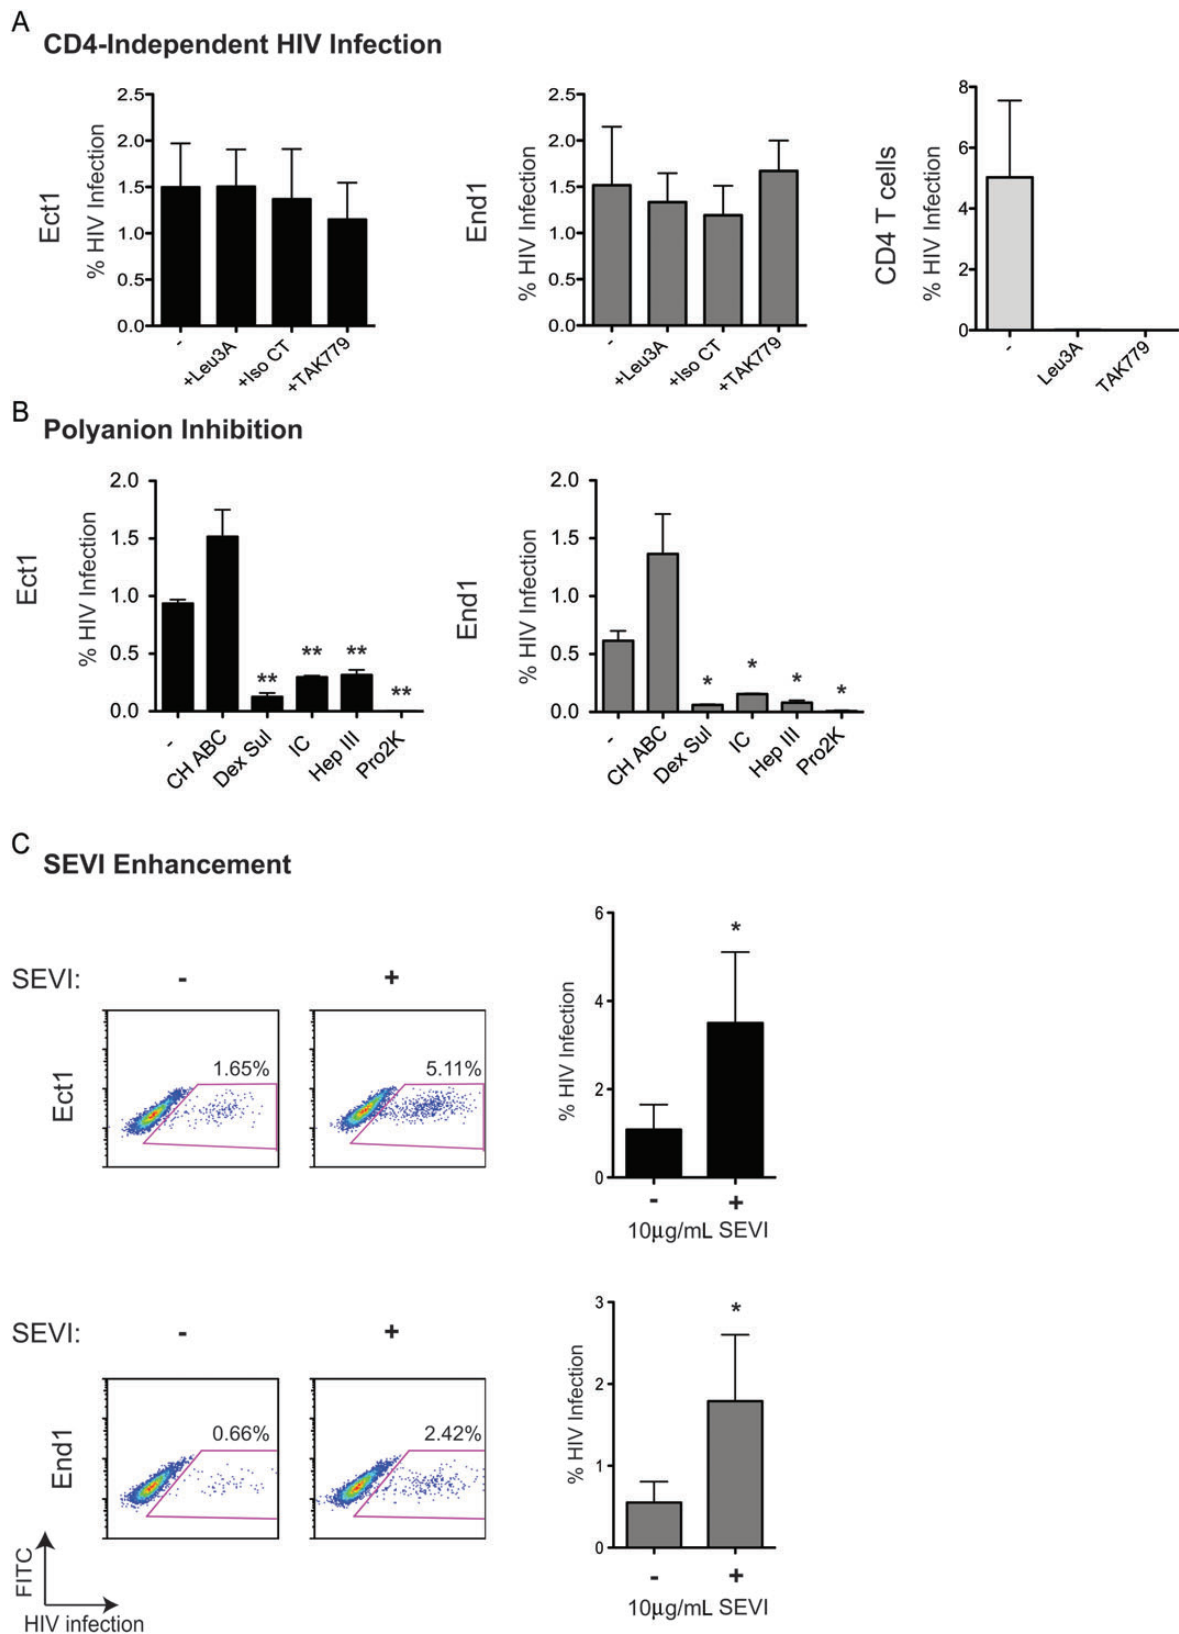 A
CD4-Independent HIV Infection
Ect1
% HIV Infection
2.5
2.0
1.5
1.0
0.5
0.0
-
+Leu3A
+Iso CT
+TAK779
End1
% HIV Infection
2.5
2.0
1.5
1.0
0.5
0.0
-
+Leu3A
+Iso CT
+TAK779
CD4 T cells
% HIV Infection
8
6
4
2
0
-
Leu3A
TAK779
B
Polyanion Inhibition
Ect1
% HIV Infection
2.0
1.5
1.0
0.5
0.0
** ** ** **
-
CH ABC
Dex Sul
IC
Hep III
Pro2K
End1
% HIV Infection
2.0
1.5
1.0
0.5
0.0
* * * *
-
CH ABC
Dex Sul
IC
Hep III
Pro2K
C
SEVI Enhancement
SEVI: - +
Ect1
1.65%
5.11%
% HIV Infection
6
4
2
0
*
- +
10µg/mL SEVI
SEVI: - +
End1
0.66%
2.42%
FITC
HIV infection
% HIV Infection
3
2
1
0
*
- +
10µg/mL SEVI